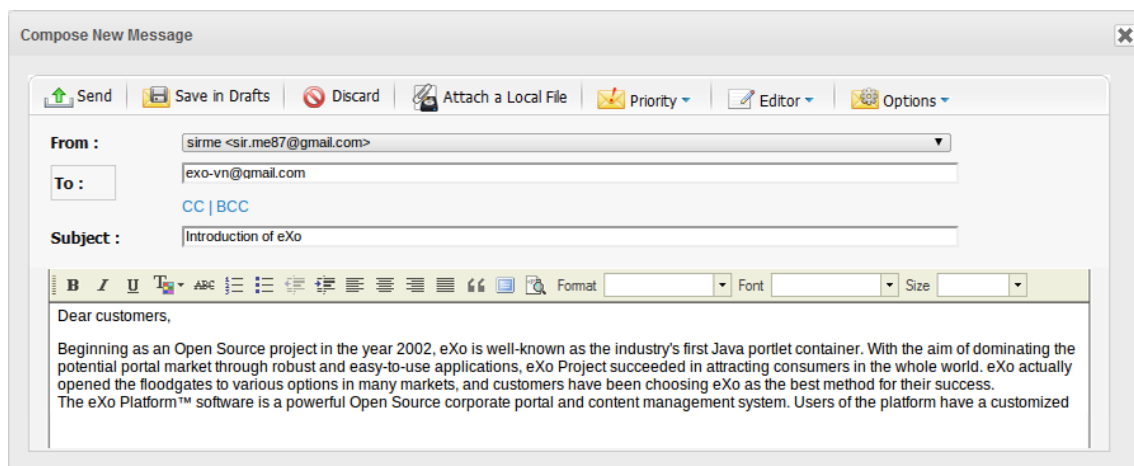 Compose New Message
Send Save in Drafts Discard Attach a Local File Priority Editor Options
From : sirme <sir.me87@gmail.com>
To : exo-vn@gmail.com
CC | BCC
Subject : Introduction of eXo
B I U T ABC Format Font Size
Dear customers,
Beginning as an Open Source project in the year 2002, eXo is well-known as the industry's first Java portlet container. With the aim of dominating the
potential portal market through robust and easy-to-use applications, eXo Project succeeded in attracting consumers in the whole world. eXo actually
opened the floodgates to various options in many markets, and customers have been choosing eXo as the best method for their success.
The eXo Platform™ software is a powerful Open Source corporate portal and content management system. Users of the platform have a customized